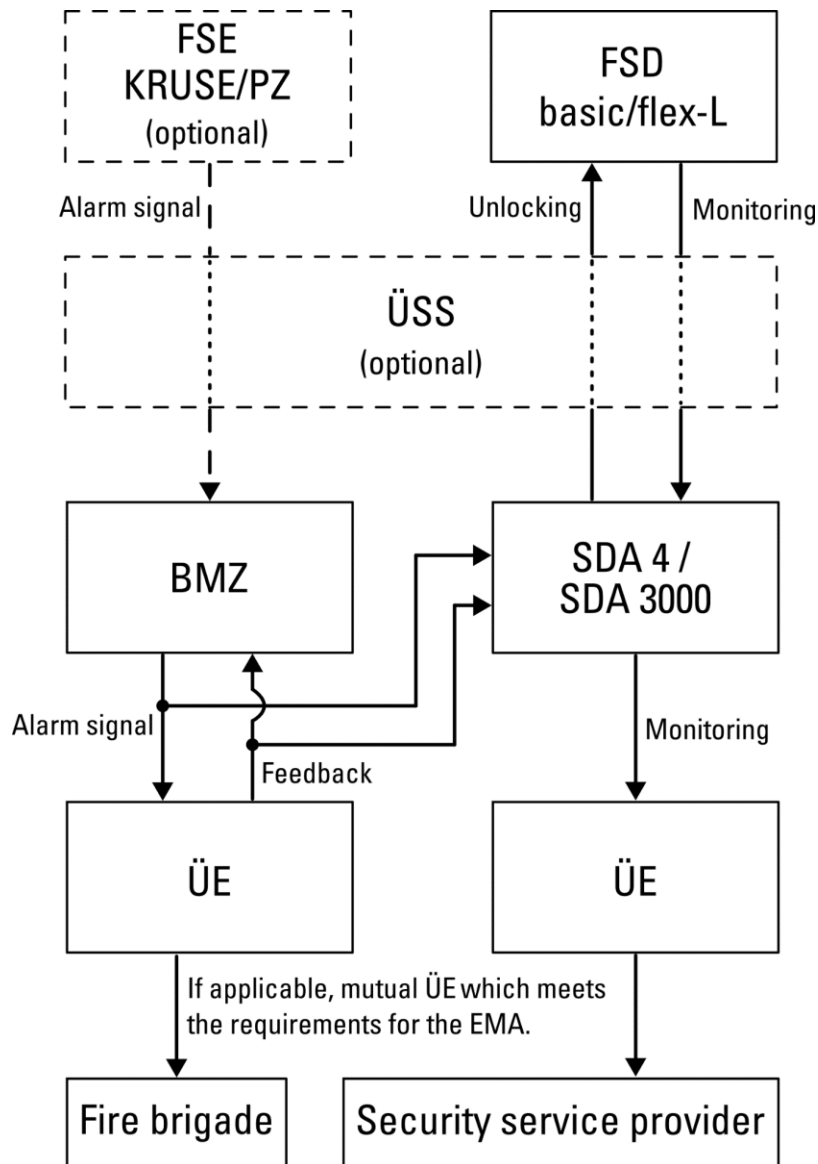 FSE
KRUSE/PZ
(optional)
FSD
basic/flex-L
Alarm signal
Unlocking
Monitoring
ÜSS
(optional)
BMZ
SDA 4 /
SDA 3000
Alarm signal
Feedback
Monitoring
ÜE
ÜE
If applicable, mutual ÜE which meets
the requirements for the EMA.
Fire brigade
Security service provider